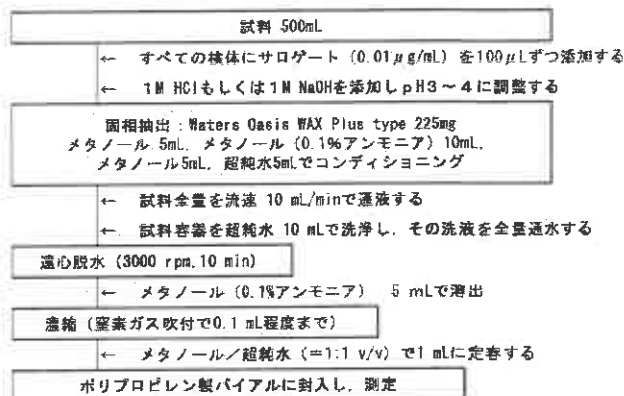 試料 500mL
← すべての検体にサロゲート (0.01μg/mL) を100μLずつ添加する
← 1M HClもしくは1M NaOHを添加しpH3~4に調整する
固相抽出:Waters Oasis WAX Plus type 225mg
メタノール 5mL, メタノール (0.1%アンモニア) 10mL,
メタノール5mL, 超純水5mLでコンディショニング
← 試料全量を流速 10 mL/minで通液する
← 試料容器を超純水 10 mLで洗浄し, その洗液を全量通水する
遠心脱水 (3000 rpm, 10 min)
← メタノール (0.1%アンモニア) 5 mLで溶出
濃縮 (窒素ガス吹付で0.1 mL程度まで)
← メタノール/超純水 (=1:1 v/v) で1 mLに定容する
ポリプロピレン製バイアルに封入し, 測定